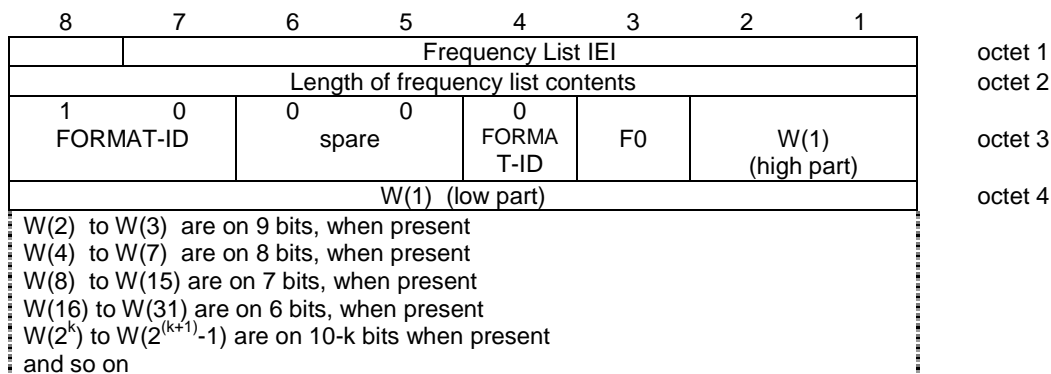 8 7 6 5 4 3 2 1
Frequency List IEI octet 1
Length of frequency list contents octet 2
1 0 0 0 0
FORMAT-ID spare FORMA F0 W(1) octet 3
T-ID (high part)
W(1) (low part) octet 4
W(2) to W(3) are on 9 bits, when present
W(4) to W(7) are on 8 bits, when present
W(8) to W(15) are on 7 bits, when present
W(16) to W(31) are on 6 bits, when present
W(2^k) to W(2^(k+1)-1) are on 10-k bits when present
and so on